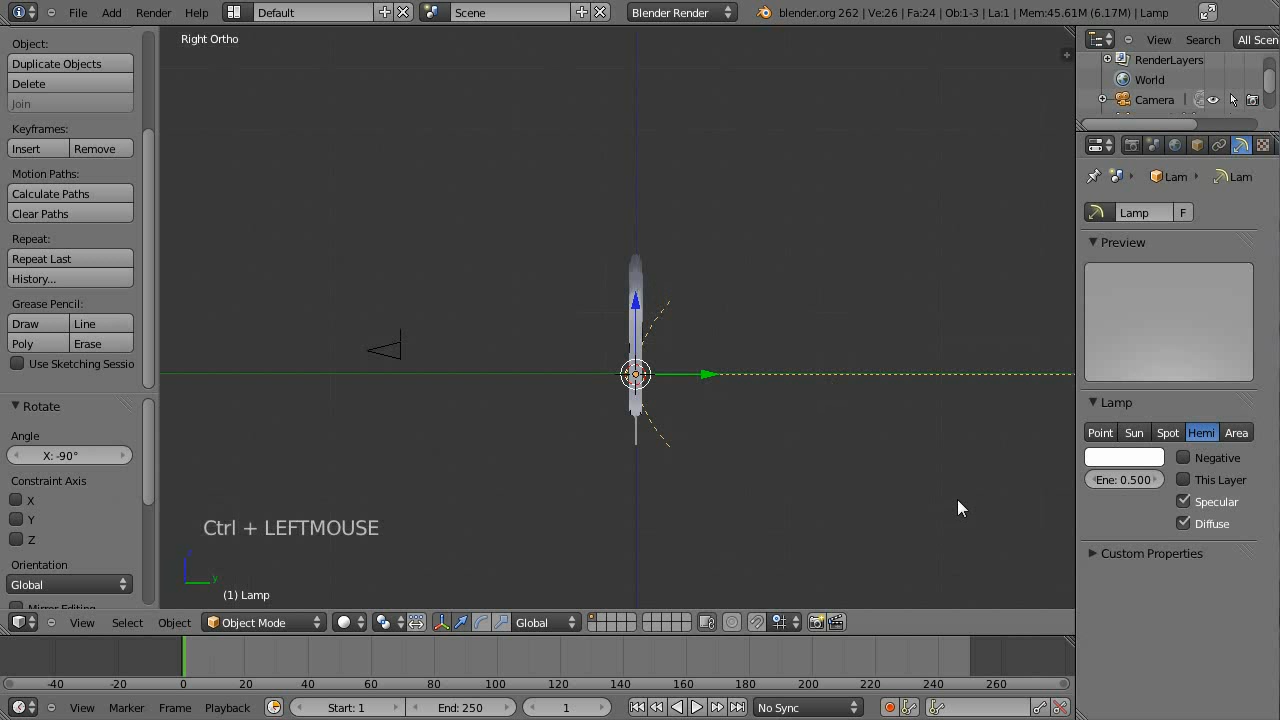 File Add Render Help Default Scene Blender Render blender.org 262 | Ve:26 | Fa:24 | Ob:1-3 | La:1 | Mem:45.61M (6.17M) | Lamp
Object:
Duplicate Objects
Delete
Join
Keyframes:
Insert Remove
Motion Paths:
Calculate Paths
Clear Paths
Repeat:
Repeat Last
History...
Grease Pencil:
Draw Line
Poly Erase
Use Sketching Sessio
Rotate
Angle
X: -90°
Constraint Axis
X
Y
Z
Orientation
Global
Right Ortho
Ctrl + LEFTMOUSE
y
(1) Lamp
View Select Object Object Mode Global
View Search All Scen
RenderLayers
World
Camera
Lam Lam
Lamp F
Preview
Lamp
Point Sun Spot Hemi Area
Negative
Ene: 0.500 This Layer
Specular
Diffuse
Custom Properties
-40 -20 0 20 40 60 80 100 120 140 160 180 200 220 240 260
View Marker Frame Playback Start: 1 End: 250 1 No Sync